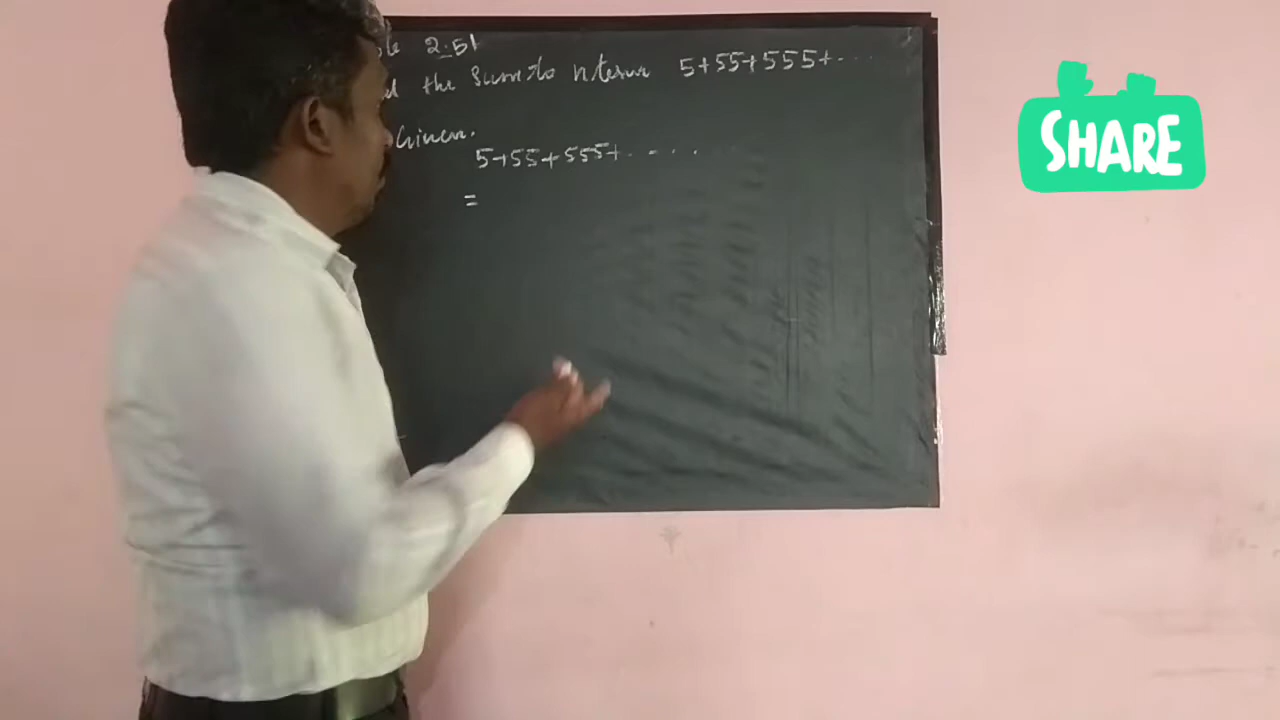 2.51
the Sum to n terms 5+55+555+...
Given.
5+55+555+.....
=
SHARE